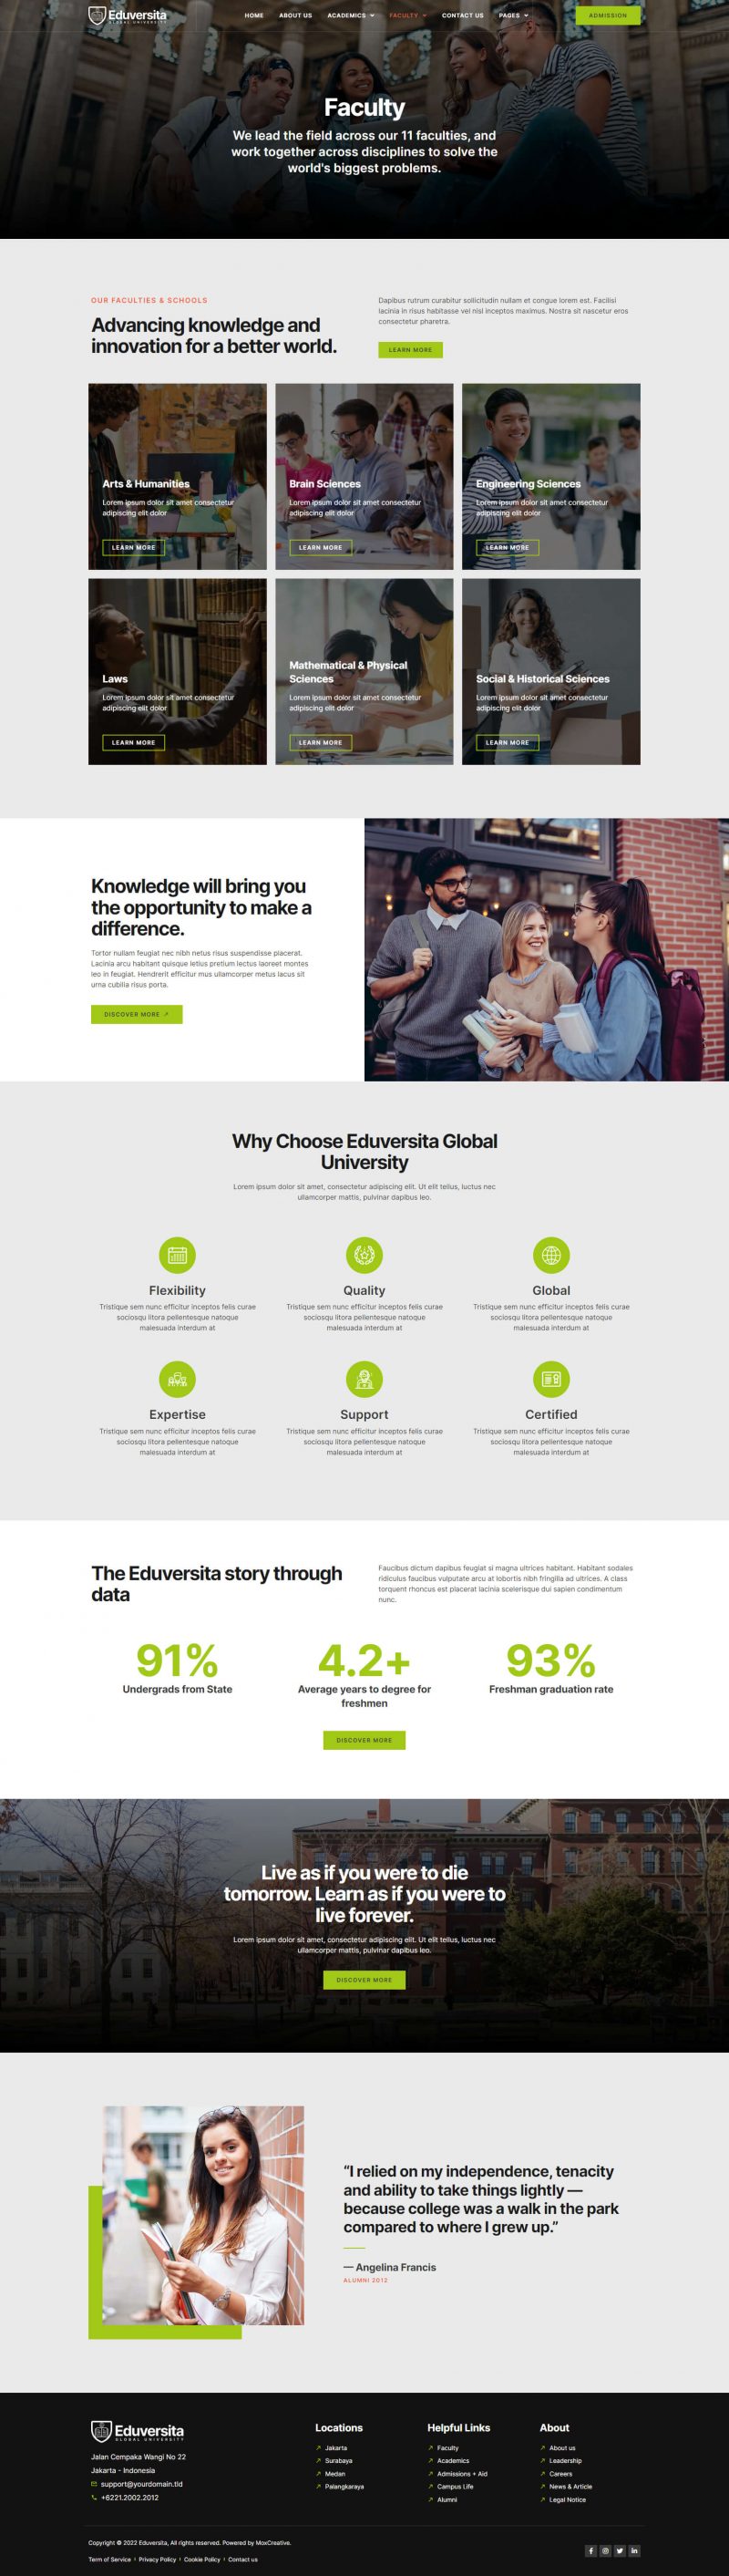 Eduversita
GLOBAL UNIVERSITY
HOME ABOUT US ACADEMICS FACULTY CONTACT US PAGES
ADMISSION
Faculty
We lead the field across our 11 faculties, and
work together across disciplines to solve the
world's biggest problems.
OUR FACULTIES & SCHOOLS
Advancing knowledge and
innovation for a better world.
Dapibus rutrum curabitur sollicitudin nullam et congue lorem est. Facilisi
lacinia in risus habitasse vel nisl inceptos maximus. Nostra sit nascetur eros
consectetur pharetra.
LEARN MORE
Arts & Humanities
Lorem ipsum dolor sit amet consectetur
adipiscing elit dolor
LEARN MORE
Brain Sciences
Lorem ipsum dolor sit amet consectetur
adipiscing elit dolor
LEARN MORE
Engineering Sciences
Lorem ipsum dolor sit amet consectetur
adipiscing elit dolor
LEARN MORE
Laws
Lorem ipsum dolor sit amet consectetur
adipiscing elit dolor
LEARN MORE
Mathematical & Physical
Sciences
Lorem ipsum dolor sit amet consectetur
adipiscing elit dolor
LEARN MORE
Social & Historical Sciences
Lorem ipsum dolor sit amet consectetur
adipiscing elit dolor
LEARN MORE
Knowledge will bring you
the opportunity to make a
difference.
Tortor nullam feugiat nec nibh netus risus suspendisse placerat.
Lacinia arcu habitant quisque letius pretium lectus laoreet montes
leo in feugiat. Hendrerit efficitur mus ullamcorper metus lacus sit
urna cubilia risus porta.
DISCOVER MORE ↗
Why Choose Eduversita Global
University
Lorem ipsum dolor sit amet, consectetur adipiscing elit. Ut elit tellus, luctus nec
ullamcorper mattis, pulvinar dapibus leo.
Flexibility
Tristique sem nunc efficitur inceptos felis curae
sociosqu litora pellentesque natoque
malesuada interdum at
Quality
Tristique sem nunc efficitur inceptos felis curae
sociosqu litora pellentesque natoque
malesuada interdum at
Global
Tristique sem nunc efficitur inceptos felis curae
sociosqu litora pellentesque natoque
malesuada interdum at
Expertise
Tristique sem nunc efficitur inceptos felis curae
sociosqu litora pellentesque natoque
malesuada interdum at
Support
Tristique sem nunc efficitur inceptos felis curae
sociosqu litora pellentesque natoque
malesuada interdum at
Certified
Tristique sem nunc efficitur inceptos felis curae
sociosqu litora pellentesque natoque
malesuada interdum at
The Eduversita story through
data
Faucibus dictum dapibus feugiat si magna ultrices habitant. Habitant sodales
ridiculus faucibus vulputate arcu at lobortis nibh fringilla ad ultrices. A class
torquent rhoncus est placerat lacinia scelerisque dui sapien condimentum
nunc.
91%
Undergrads from State
4.2+
Average years to degree for
freshmen
93%
Freshman graduation rate
DISCOVER MORE
Live as if you were to die
tomorrow. Learn as if you were to
live forever.
Lorem ipsum dolor sit amet, consectetur adipiscing elit. Ut elit tellus, luctus nec
ullamcorper mattis, pulvinar dapibus leo.
DISCOVER MORE
“I relied on my independence, tenacity
and ability to take things lightly —
because college was a walk in the park
compared to where I grew up.”
— Angelina Francis
ALUMNI 2012
Eduversita
GLOBAL UNIVERSITY
Jalan Cempaka Wangi No 22
Jakarta - Indonesia
support@yourdomain.tld
+6221.2002.2012
Locations
Jakarta
Surabaya
Medan
Palangkaraya
Helpful Links
Faculty
Academics
Admissions + Aid
Campus Life
Alumni
About
About us
Leadership
Careers
News & Article
Legal Notice
Copyright © 2022 Eduversita, All rights reserved. Powered by MoxCreative.
Term of Service Privacy Policy Cookie Policy Contact us